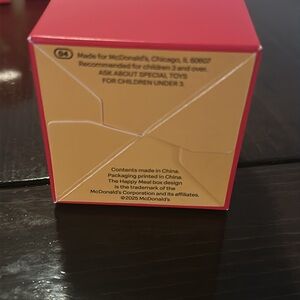 64 Made for McDonald's, Chicago, IL 60607
Recommended for children 3 and over.
ASK ABOUT SPECIAL TOYS
FOR CHILDREN UNDER 3.
Contents made in China.
Packaging printed in China.
The Happy Meal box design
is the trademark of the
McDonald's Corporation and its affiliates.
©2025 McDonald's